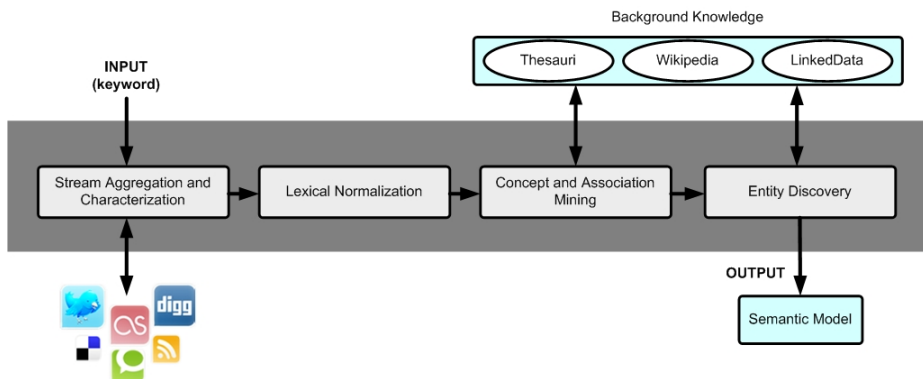 Background Knowledge
Thesauri
Wikipedia
LinkedData
INPUT
(keyword)
Stream Aggregation and
Characterization
Lexical Normalization
Concept and Association
Mining
Entity Discovery
digg
OUTPUT
Semantic Model